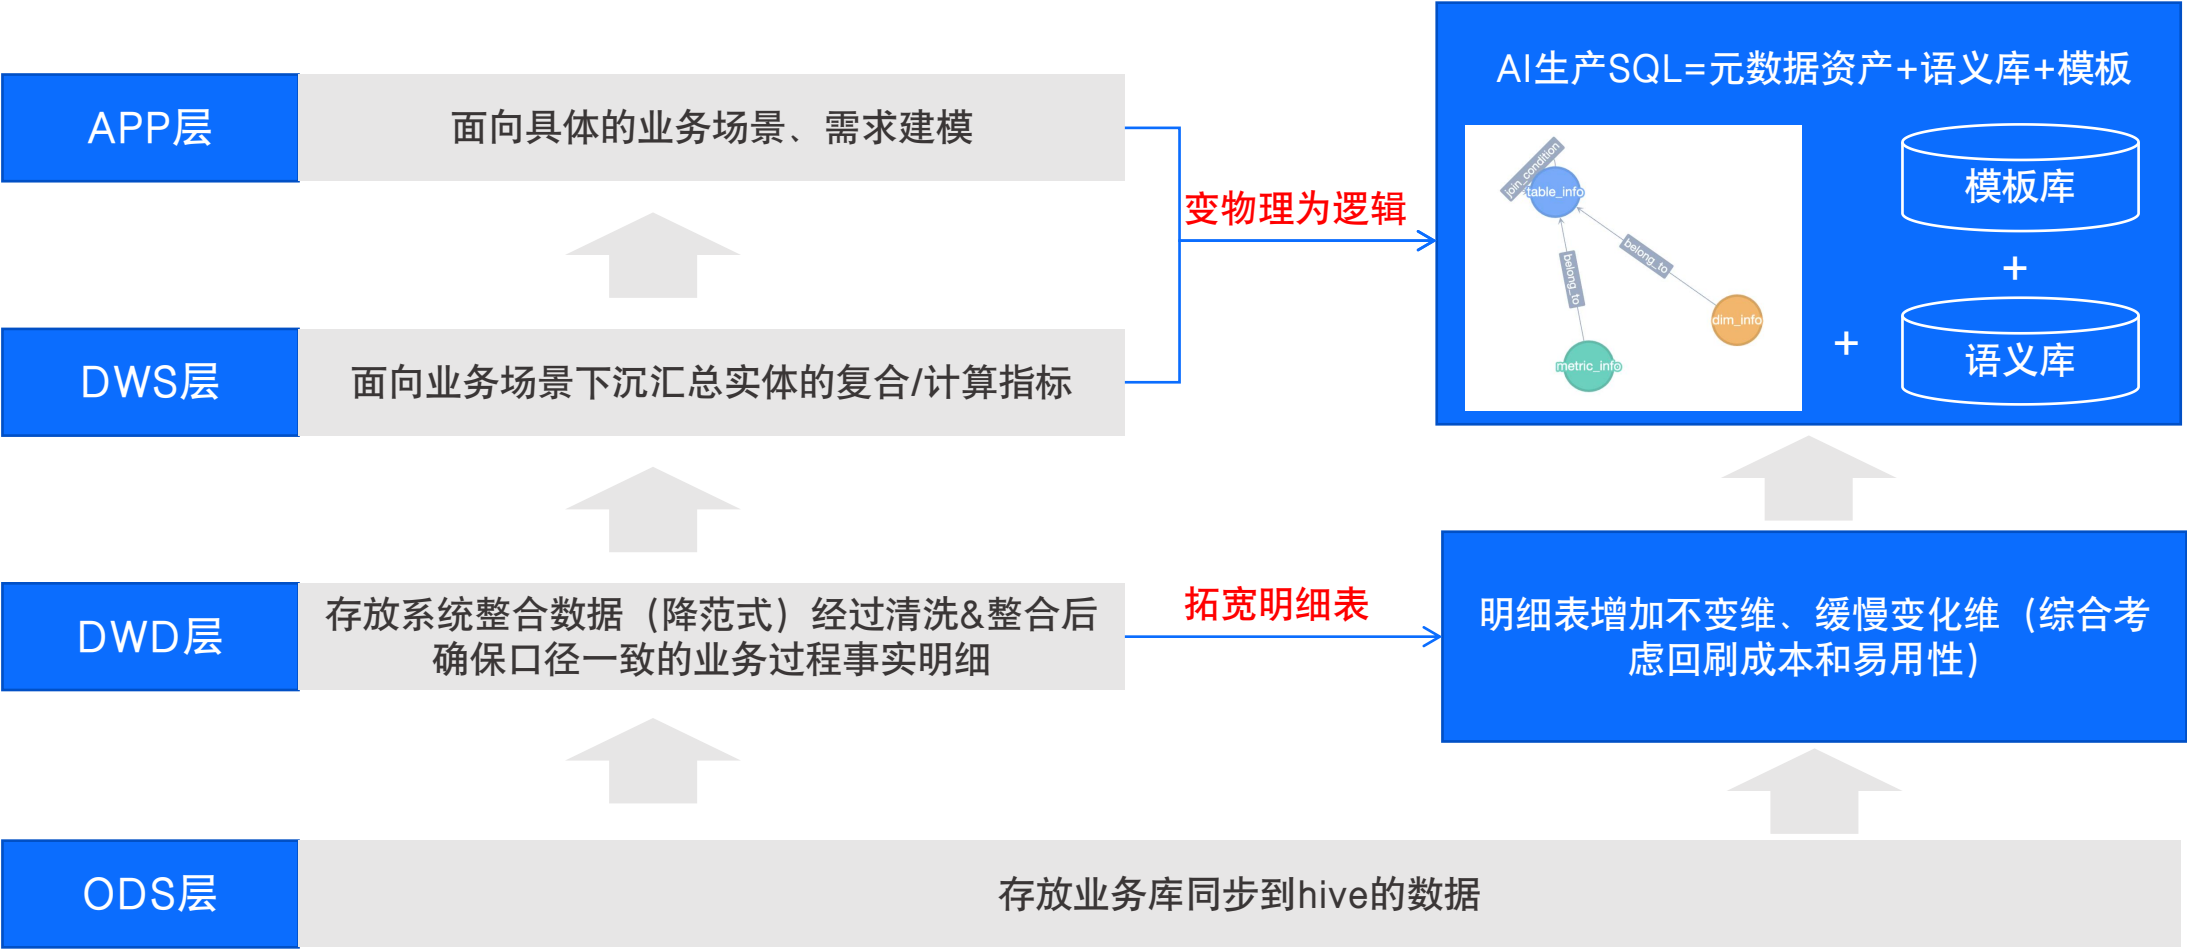 AI生产SQL=元数据资产+语义库+模板
APP层
面向具体的业务场景、需求建模
变物理为逻辑
join_condition
table_info
belong_to
belong_to
dim_info
metric_info
模板库
+
+
语义库
DWS层
面向业务场景下沉汇总实体的复合/计算指标
DWD层
存放系统整合数据（降范式）经过清洗&整合后
确保口径一致的业务过程事实明细
拓宽明细表
明细表增加不变维、缓慢变化维（综合考
虑回刷成本和易用性）
ODS层
存放业务库同步到hive的数据